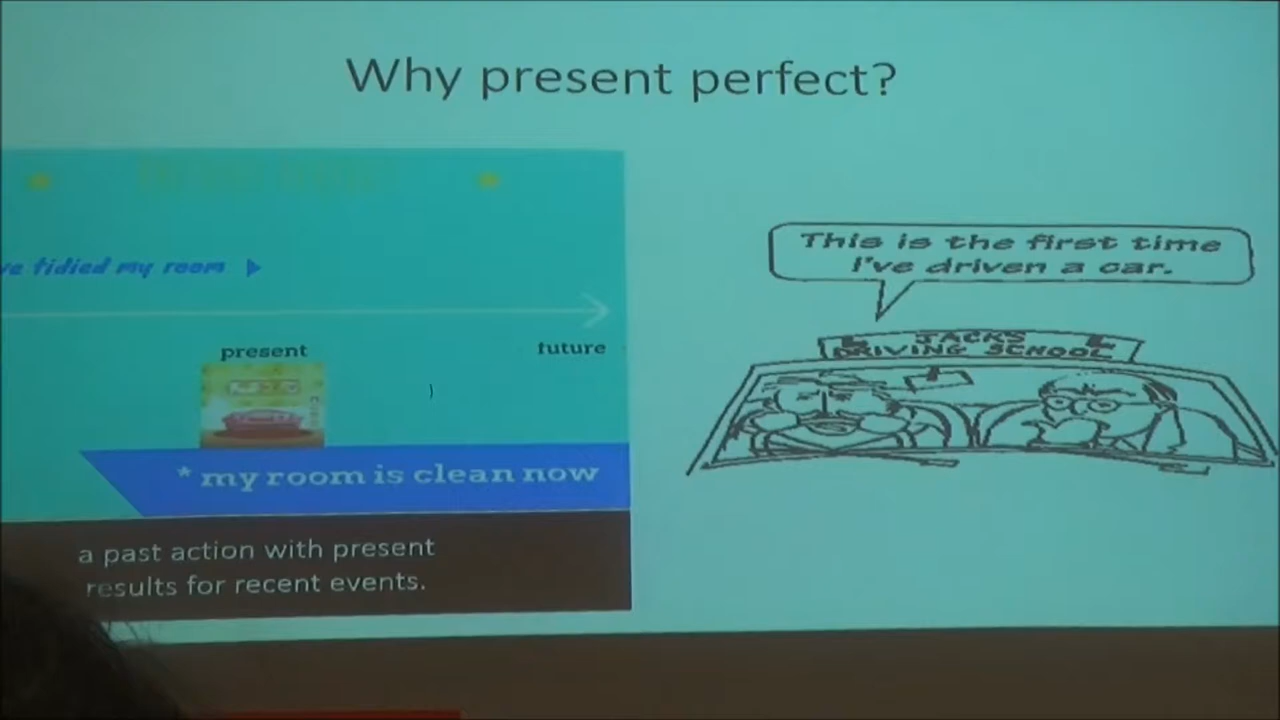 Why present perfect?
tidied my room
present
future
* my room is clean now
a past action with present
results for recent events.
This is the first time
I've driven a car.
JACKS
DRIVING SCHOOL